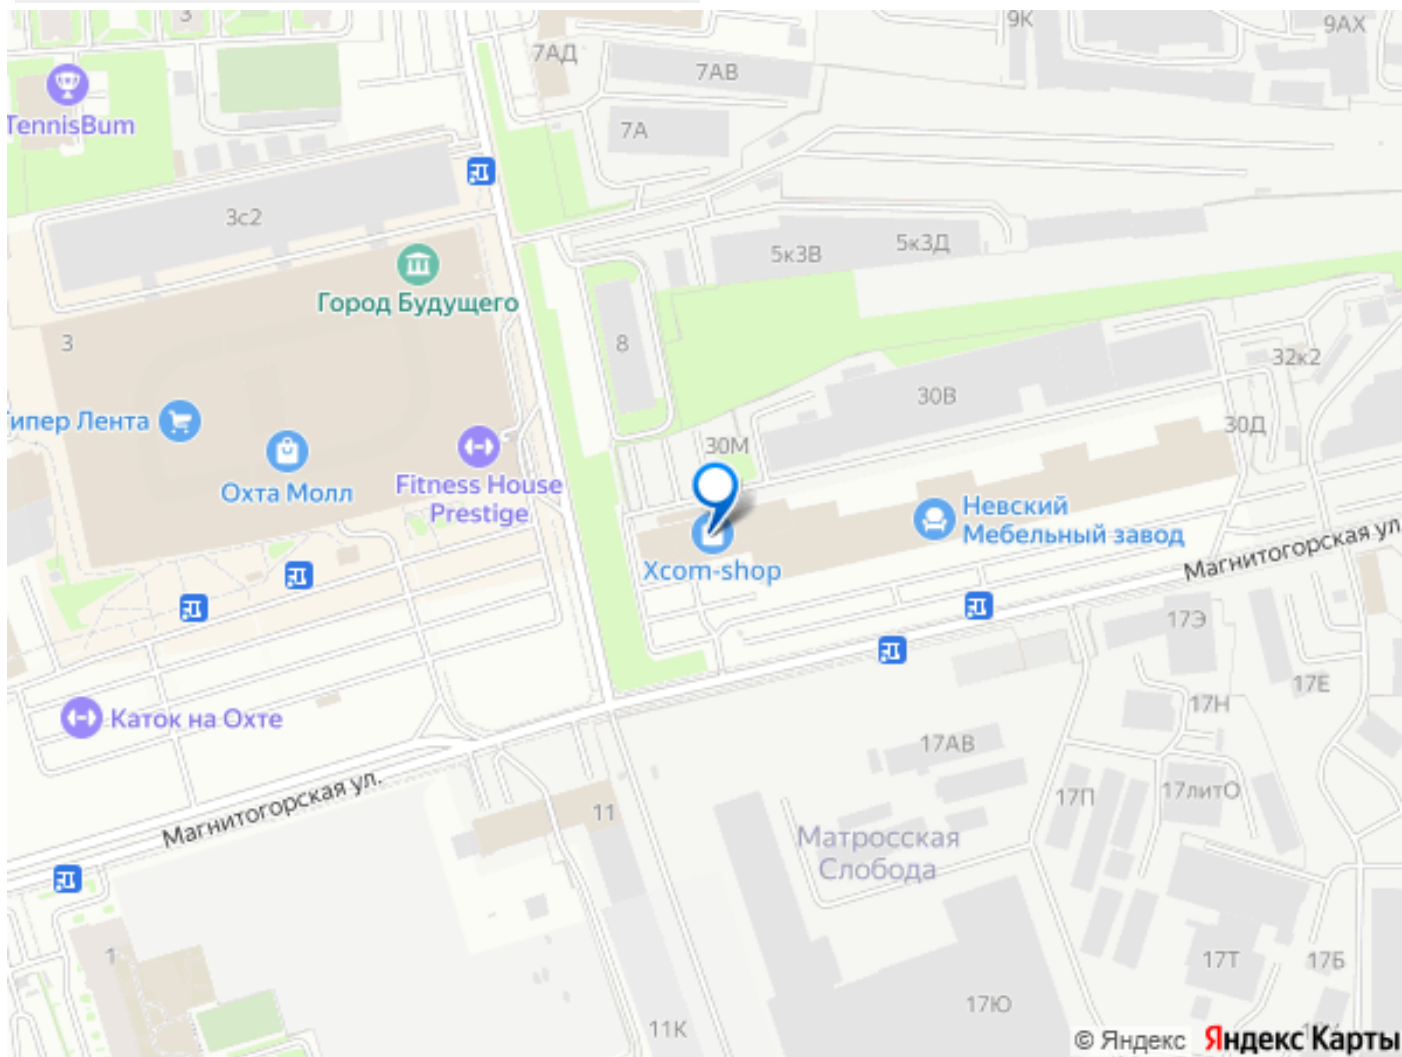 3
9К
9АХ
7АД
7АВ
TennisBum
7А
3с2
5к3В
5к3Д
Город Будущего
3
8
32к2
30В
Гипер Лента
30М
30Д
Охта Молл
Fitness House
Prestige
Невский
Мебельный завод
Xcom-shop
Магнитогорская ул.
17Э
17Е
17Н
Каток на Охте
17АВ
Магнитогорская ул.
17П
17литО
11
Матросская
Слобода
1
17Т
17Б
17Ю
11К
© Яндекс
Яндекс Карты